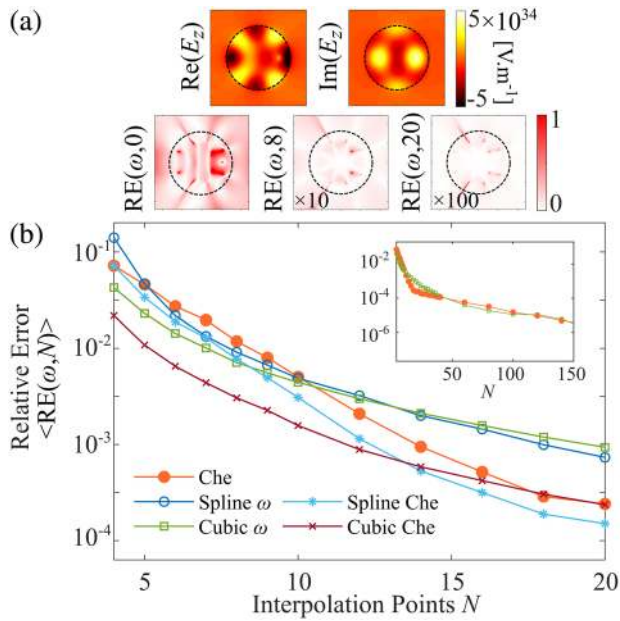 (a)
Re(E_z)
Im(E_z)
5×10^34
-5
[V.m^-1]
RE(ω,0)
RE(ω,8)
×10
RE(ω,20)
×100
1
0
(b)
Relative Error
<RE(ω,N)>
10^-1
10^-2
10^-3
10^-4
10^-2
10^-4
10^-6
50 100 150
N
Che
Spline ω
Spline Che
Cubic ω
Cubic Che
5 10 15 20
Interpolation Points N